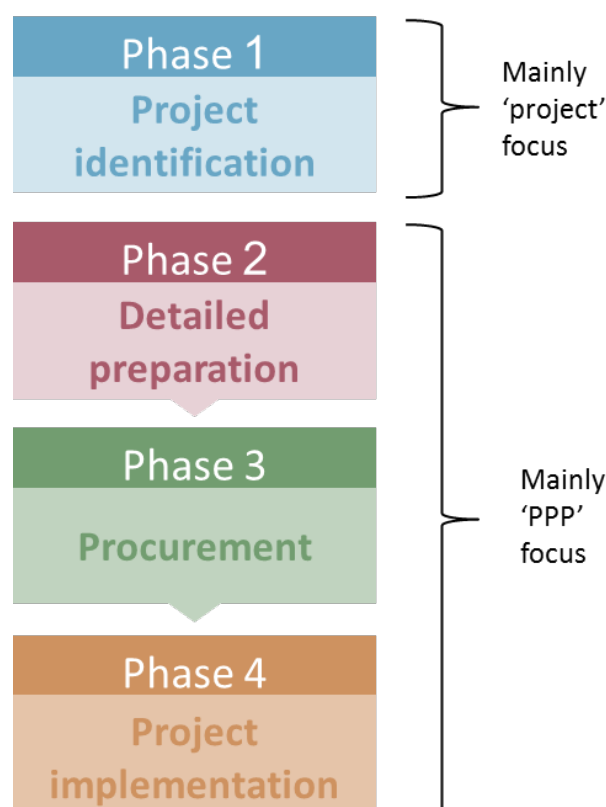 Phase 1
Project
identification
Mainly
‘project’
focus
Phase 2
Detailed
preparation
Phase 3
Procurement
Mainly
‘PPP’
focus
Phase 4
Project
implementation